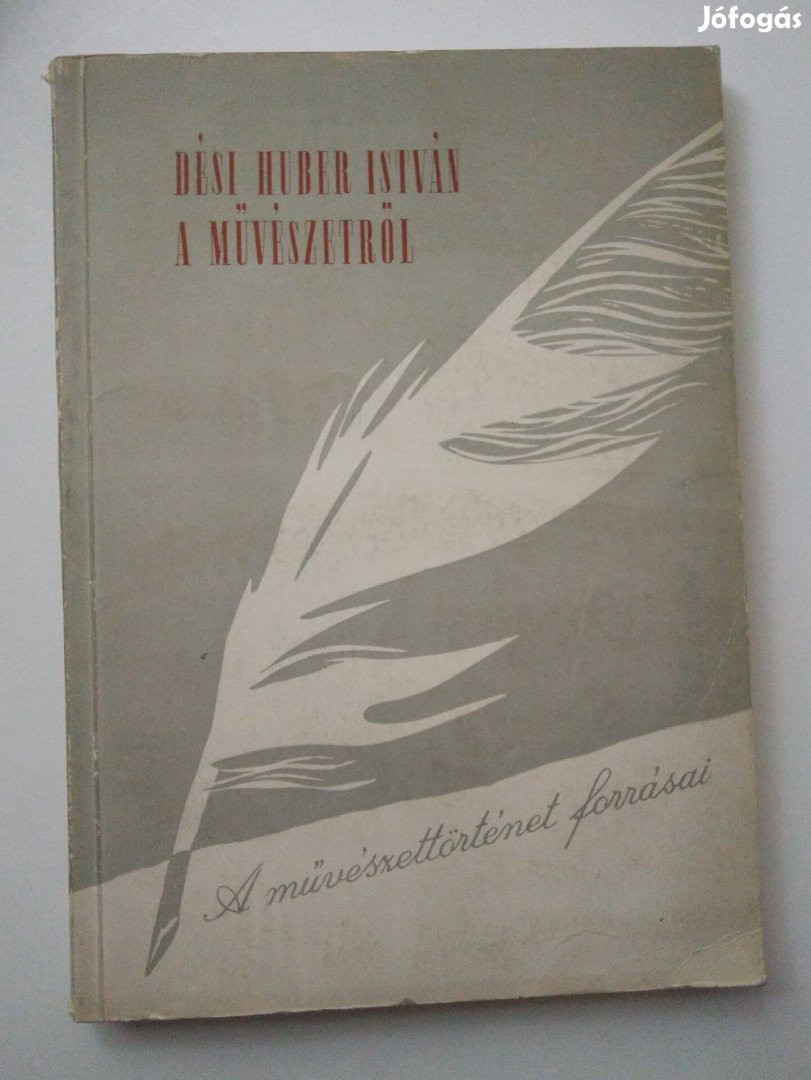 Jófogás
DÉSI HUBER ISTVÁN
A MŰVÉSZETRŐL
A művészettörténet forrásai